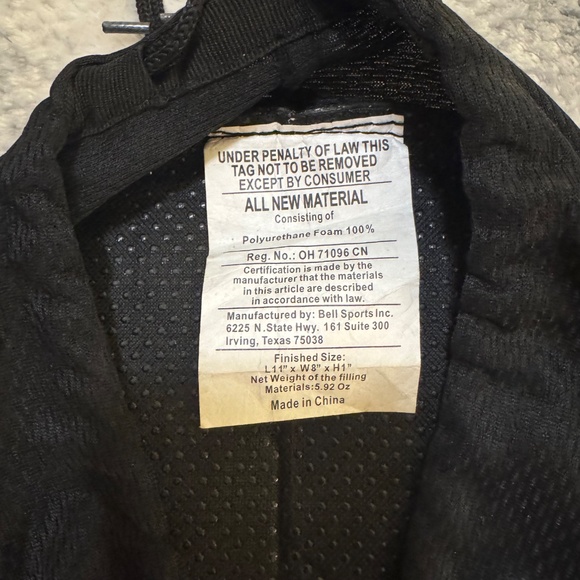 UNDER PENALTY OF LAW THIS
TAG NOT TO BE REMOVED
EXCEPT BY CONSUMER
ALL NEW MATERIAL
Consisting of
Polyurethane Foam 100%
Reg. No.: OH 71096 CN
Certification is made by the
manufacturer that the materials
in this article are described
in accordance with law.
Manufactured by: Bell Sports Inc.
6225 N.State Hwy. 161 Suite 300
Irving, Texas 75038
Finished Size:
L11" x W8" x H1"
Net Weight of the filling
Materials:5.92 Oz
Made in China